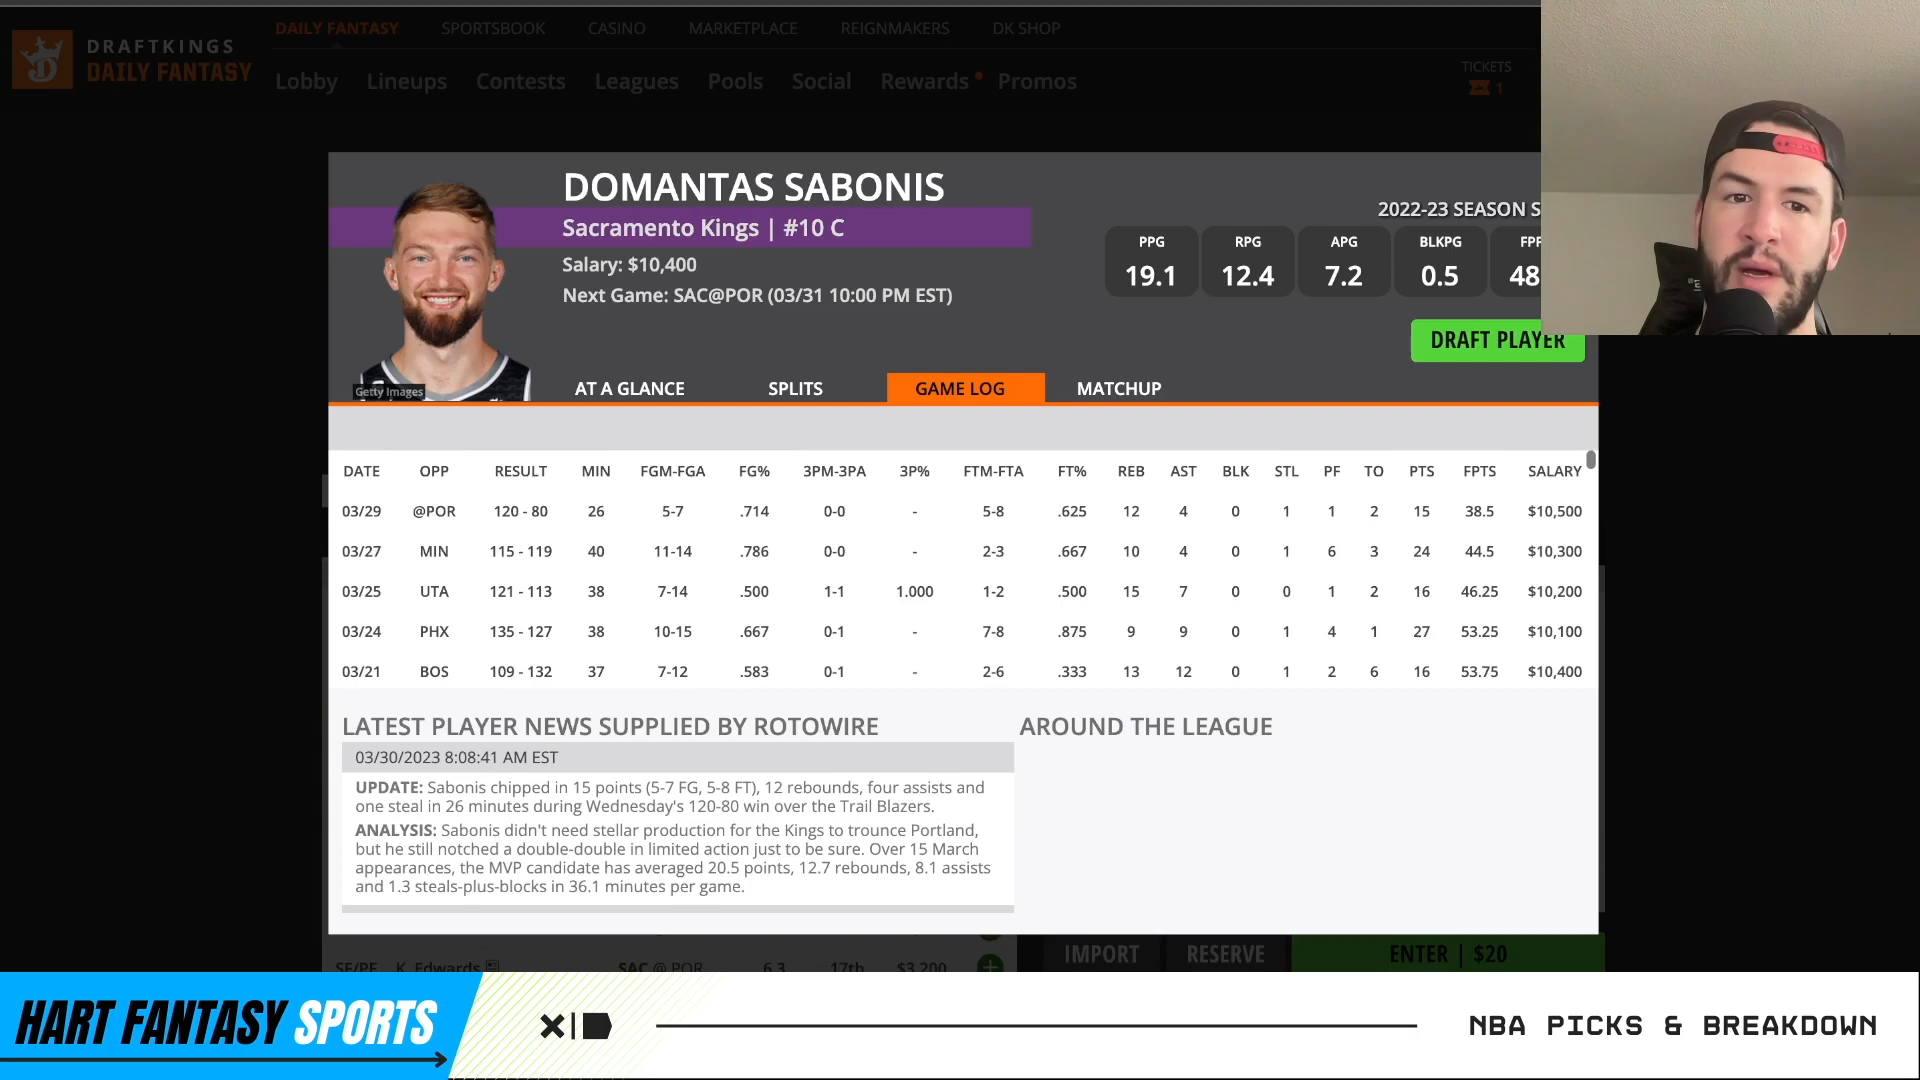 DRAFTKINGS
DAILY FANTASY
DAILY FANTASY SPORTSBOOK CASINO MARKETPLACE REIGNMAKERS DK SHOP
Lobby Lineups Contests Leagues Pools Social Rewards Promos
TICKETS
1
DOMANTAS SABONIS
Sacramento Kings | #10 C
Salary: $10,400
Next Game: SAC@POR (03/31 10:00 PM EST)
2022-23 SEASON S
PPG RPG APG BLKPG FPP
19.1 12.4 7.2 0.5 48
DRAFT PLAYER
Getty Images
AT A GLANCE SPLITS GAME LOG MATCHUP
DATE OPP RESULT MIN FGM-FGA FG% 3PM-3PA 3P% FTM-FTA FT% REB AST BLK STL PF TO PTS FPTS SALARY
03/29 @POR 120 - 80 26 5-7 .714 0-0 - 5-8 .625 12 4 0 1 1 2 15 38.5 $10,500
03/27 MIN 115 - 119 40 11-14 .786 0-0 - 2-3 .667 10 4 0 1 6 3 24 44.5 $10,300
03/25 UTA 121 - 113 38 7-14 .500 1-1 1.000 1-2 .500 15 7 0 0 1 2 16 46.25 $10,200
03/24 PHX 135 - 127 38 10-15 .667 0-1 - 7-8 .875 9 9 0 1 4 1 27 53.25 $10,100
03/21 BOS 109 - 132 37 7-12 .583 0-1 - 2-6 .333 13 12 0 1 2 6 16 53.75 $10,400
LATEST PLAYER NEWS SUPPLIED BY ROTOWIRE
03/30/2023 8:08:41 AM EST
UPDATE: Sabonis chipped in 15 points (5-7 FG, 5-8 FT), 12 rebounds, four assists and
one steal in 26 minutes during Wednesday's 120-80 win over the Trail Blazers.
ANALYSIS: Sabonis didn't need stellar production for the Kings to trounce Portland,
but he still notched a double-double in limited action just to be sure. Over 15 March
appearances, the MVP candidate has averaged 20.5 points, 12.7 rebounds, 8.1 assists
and 1.3 steals-plus-blocks in 36.1 minutes per game.
AROUND THE LEAGUE
SF/PF K. Edwards SAC @ POR 6.3 17th $3,200
IMPORT RESERVE ENTER | $20
HART FANTASY SPORTS
NBA PICKS & BREAKDOWN